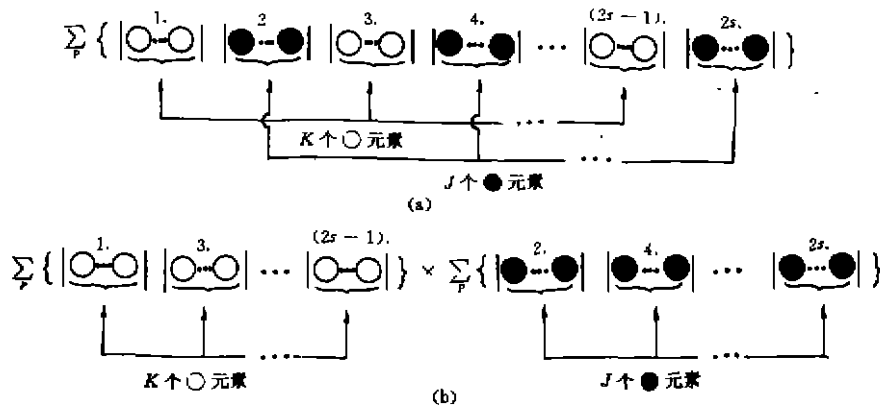 1. 2 3. 4. (2s − 1). 2s.
∑ P { | | | | | | | | ··· | | | | }
···
K 个 ○ 元素
···
J 个 ● 元素
(a)
1. 3. (2s − 1). 2. 4. 2s.
∑ P { | | | | ··· | | } × ∑ P { | | | | ··· | | }
··· ···
K 个 ○ 元素 J 个 ● 元素
(b)